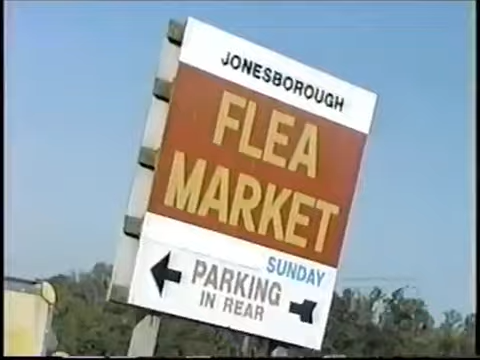 JONESBOROUGH
FLEA
MARKET
SUNDAY
PARKING
IN REAR